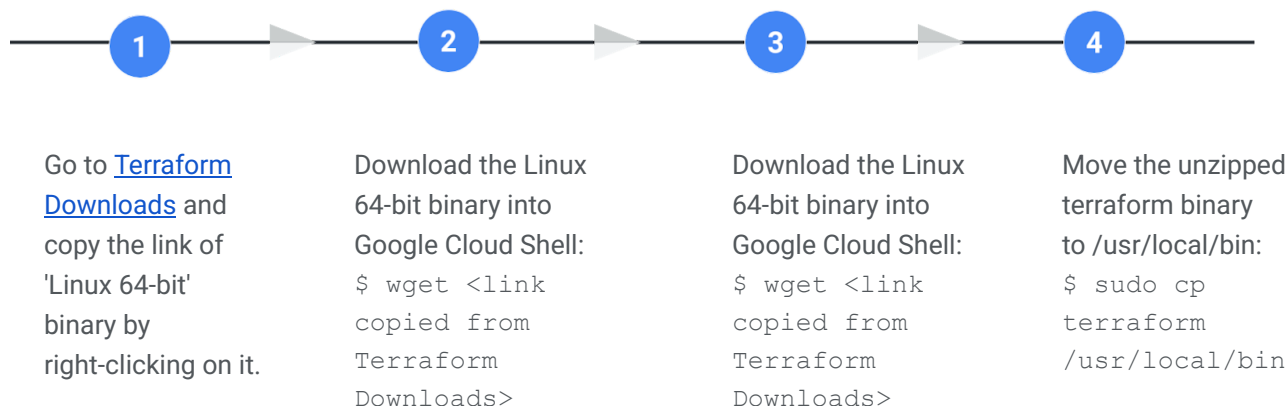 1
2
3
4
Go to Terraform
Downloads and
copy the link of
'Linux 64-bit'
binary by
right-clicking on it.
Download the Linux
64-bit binary into
Google Cloud Shell:
$ wget <link
copied from
Terraform
Downloads>
Download the Linux
64-bit binary into
Google Cloud Shell:
$ wget <link
copied from
Terraform
Downloads>
Move the unzipped
terraform binary
to /usr/local/bin:
$ sudo cp
terraform
/usr/local/bin